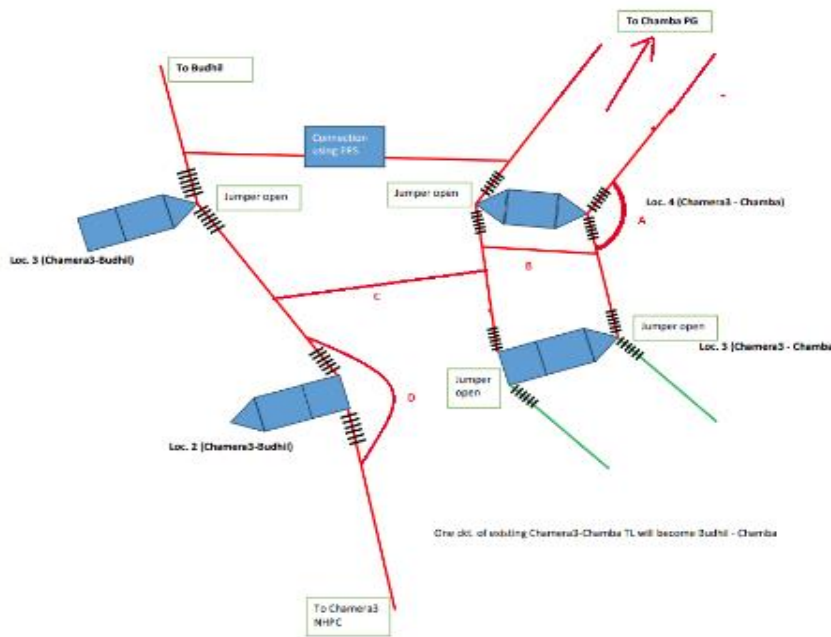 To Chamba PG
To Budhil
Connection
using ERS
Jumper open
Jumper open
Loc. 4 (Chamera3 - Chamba)
A
Loc. 3 (Chamera3-Budhil)
B
C
Jumper open
Loc. 3 (Chamera3 - Chamba
Jumper
open
D
Loc. 2 (Chamera3-Budhil)
One ckt. of existing Chamera3-Chamba TL will become Budhil - Chamba
To Chamera3
NHPC